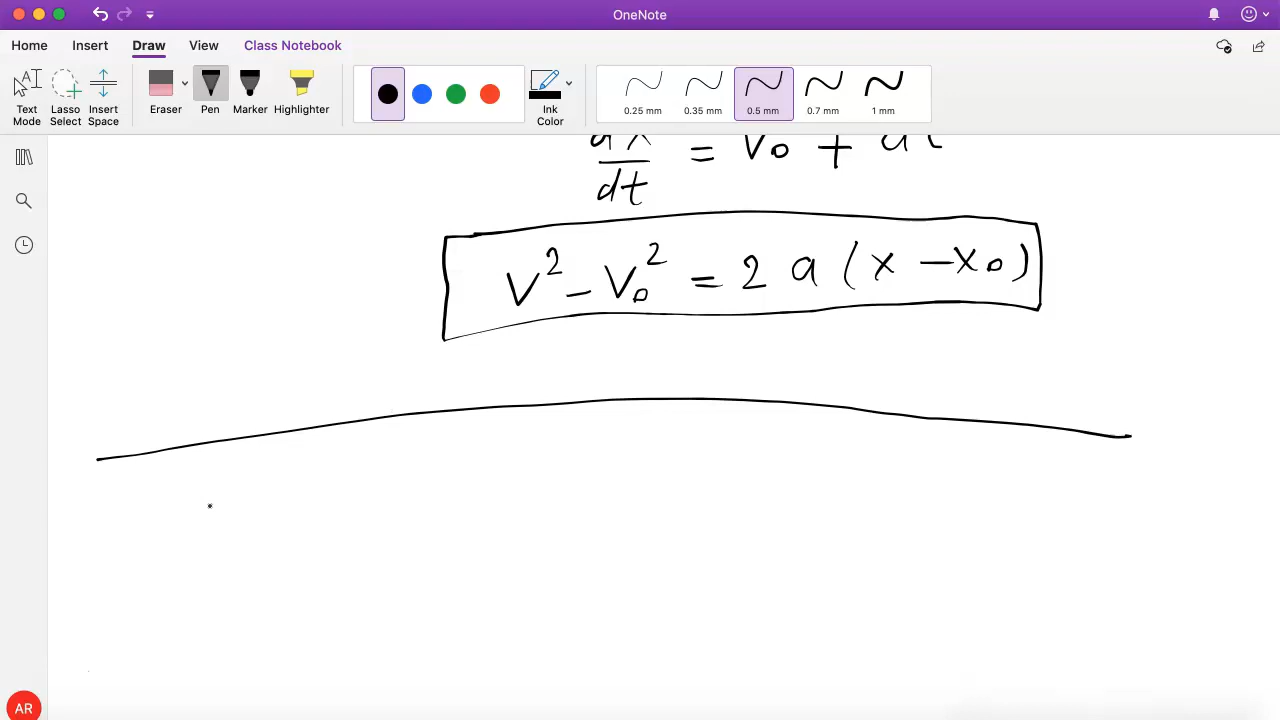 OneNote
Home Insert Draw View Class Notebook
Text Mode Lasso Select Insert Space Eraser Pen Marker Highlighter Ink Color 0.25 mm 0.35 mm 0.5 mm 0.7 mm 1 mm
dx/dt = V₀ + at
V² - V₀² = 2 a (x - x₀)
AR